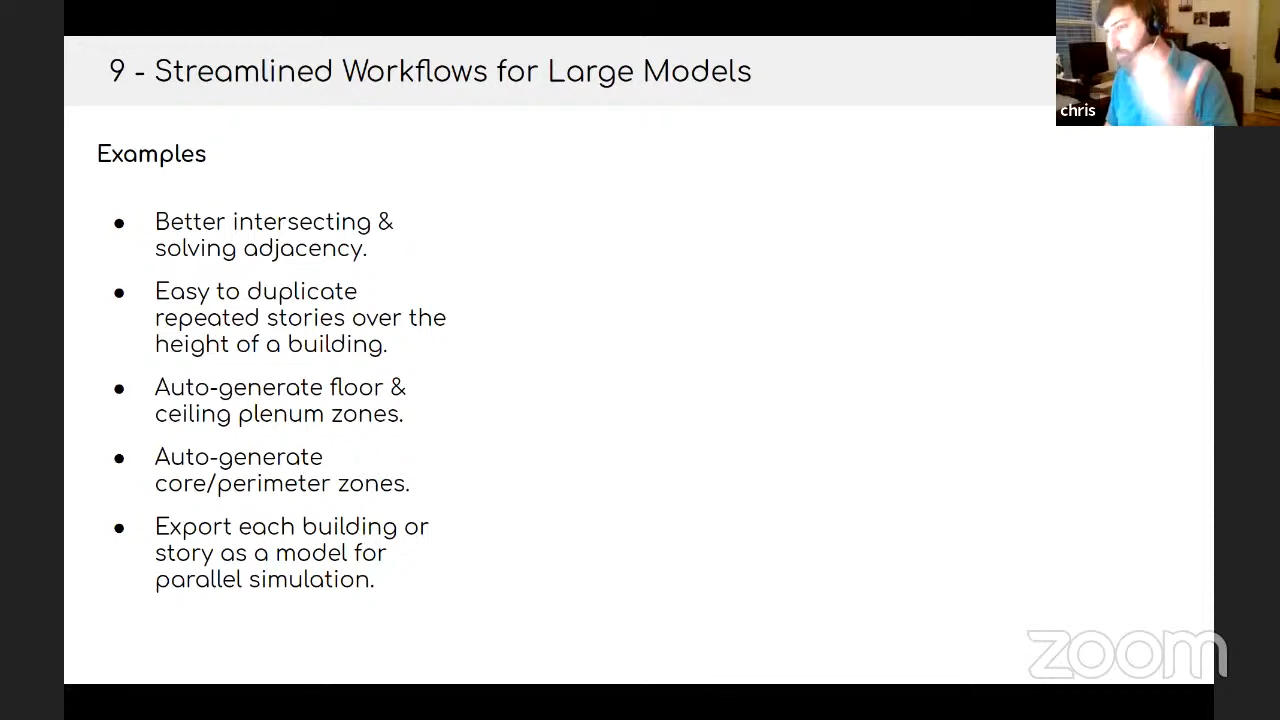 9 - Streamlined Workflows for Large Models
chris
Examples
● Better intersecting &
solving adjacency.
● Easy to duplicate
repeated stories over the
height of a building.
● Auto-generate floor &
ceiling plenum zones.
● Auto-generate
core/perimeter zones.
● Export each building or
story as a model for
parallel simulation.
zoom